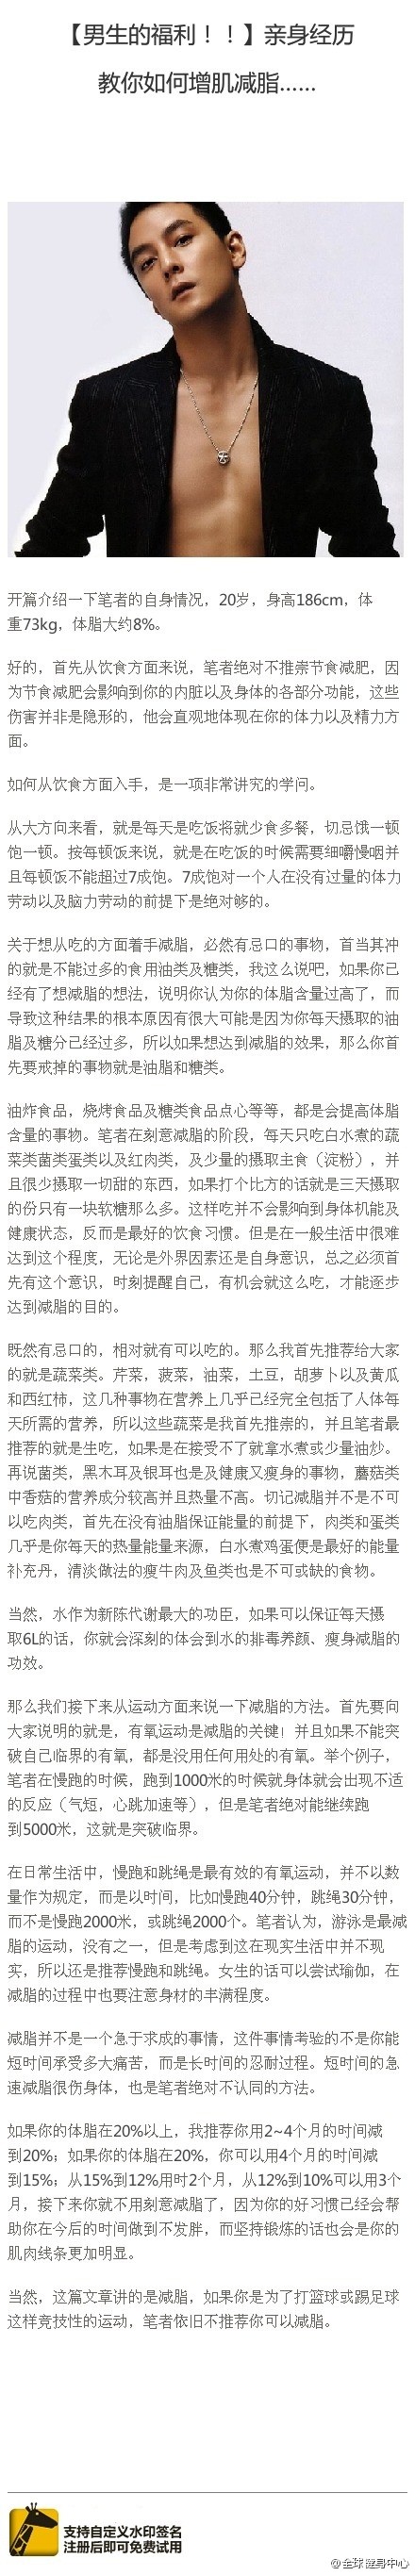 【男生的福利！！】亲身经历
教你如何增肌减脂……
开篇介绍一下笔者的自身情况，20岁，身高186cm，体
重73kg，体脂大约8%。
好的，首先从饮食方面来说，笔者绝对不推崇节食减肥，因
为节食减肥会影响到你的内脏以及身体的各部分功能，这些
伤害并非是隐形的，他会直观地体现在你的体力以及精力方
面。
如何从饮食方面入手，是一项非常讲究的学问。
从大方向来看，就是每天是吃饭将就少食多餐，切忌饿一顿
饱一顿。按每顿饭来说，就是在吃饭的时候需要细嚼慢咽并
且每顿饭不能超过7成饱。7成饱对一个人在没有过量的体力
劳动以及脑力劳动的前提下是绝对够的。
关于想从吃的方面着手减脂，必然有忌口的事物，首当其冲
的就是不能过多的食用油类及糖类，我这么说吧，如果你已
经有了想减脂的想法，说明你认为你的体脂含量过高了，而
导致这种结果的根本原因有很大可能是因为你每天摄取的油
脂及糖分已经过多，所以如果想达到减脂的效果，那么你首
先要戒掉的事物就是油脂和糖类。
油炸食品，烧烤食品及糖类食品点心等等，都是会提高体脂
含量的事物。笔者在刻意减脂的阶段，每天只吃白水煮的蔬
菜类菌类蛋类以及红肉类，及少量的摄取主食（淀粉），并
且很少摄取一切甜的东西，如果打个比方的话就是三天摄取
的份只有一块软糖那么多。这样吃并不会影响到身体机能及
健康状态，反而是最好的饮食习惯。但是在一般生活中很难
达到这个程度，无论是外界因素还是自身意识，总之必须首
先有这个意识，时刻提醒自己，有机会就这么吃，才能逐步
达到减脂的目的。
既然有忌口的，相对就有可以吃的。那么我首先推荐给大家
的就是蔬菜类。芹菜，菠菜，油菜，土豆，胡萝卜以及黄瓜
和西红柿，这几种事物在营养上几乎已经完全包括了人体每
天所需的营养，所以这些蔬菜是我首先推崇的，并且笔者最
推荐的就是生吃，如果是在接受不了就拿水煮或少量油炒。
再说菌类，黑木耳及银耳也是及健康又瘦身的事物，蘑菇类
中香菇的营养成分较高并且热量不高。切记减脂并不是不可
以吃肉类，首先在没有油脂保证能量的前提下，肉类和蛋类
几乎是你每天的热量能量来源，白水煮鸡蛋便是最好的能量
补充丹，清淡做法的瘦牛肉及鱼类也是不可或缺的食物。
当然，水作为新陈代谢最大的功臣，如果可以保证每天摄
取6L的话，你就会深刻的体会到水的排毒养颜、瘦身减脂的
功效。
那么我们接下来从运动方面来说一下减脂的方法。首先要向
大家说明的就是，有氧运动是减脂的关键！并且如果不能突
破自己临界的有氧，都是没用任何用处的有氧。举个例子，
笔者在慢跑的时候，跑到1000米的时候就身体就会出现不适
的反应（气短，心跳加速等），但是笔者绝对能继续跑
到5000米，这就是突破临界。
在日常生活中，慢跑和跳绳是最有效的有氧运动，并不以数
量作为规定，而是以时间，比如慢跑40分钟，跳绳30分钟，
而不是慢跑2000米，或跳绳2000个。笔者认为，游泳是最减
脂的运动，没有之一，但是考虑到这在现实生活中并不现
实，所以还是推荐慢跑和跳绳。女生的话可以尝试瑜伽，在
减脂的过程中也要注意身材的丰满程度。
减脂并不是一个急于求成的事情，这件事情考验的不是你能
短时间承受多大痛苦，而是长时间的忍耐过程。短时间的急
速减脂很伤身体，也是笔者绝对不认同的方法。
如果你的体脂在20%以上，我推荐你用2~4个月的时间减
到20%；如果你的体脂在20%，你可以用4个月的时间减
到15%；从15%到12%用时2个月，从12%到10%可以用3个
月，接下来你就不用刻意减脂了，因为你的好习惯已经会帮
助你在今后的时间做到不发胖，而坚持锻炼的话也会是你的
肌肉线条更加明显。
当然，这篇文章讲的是减脂，如果你是为了打篮球或踢足球
这样竞技性的运动，笔者依旧不推荐你可以减脂。
支持自定义水印签名
注册后即可免费试用
@全球健身中心